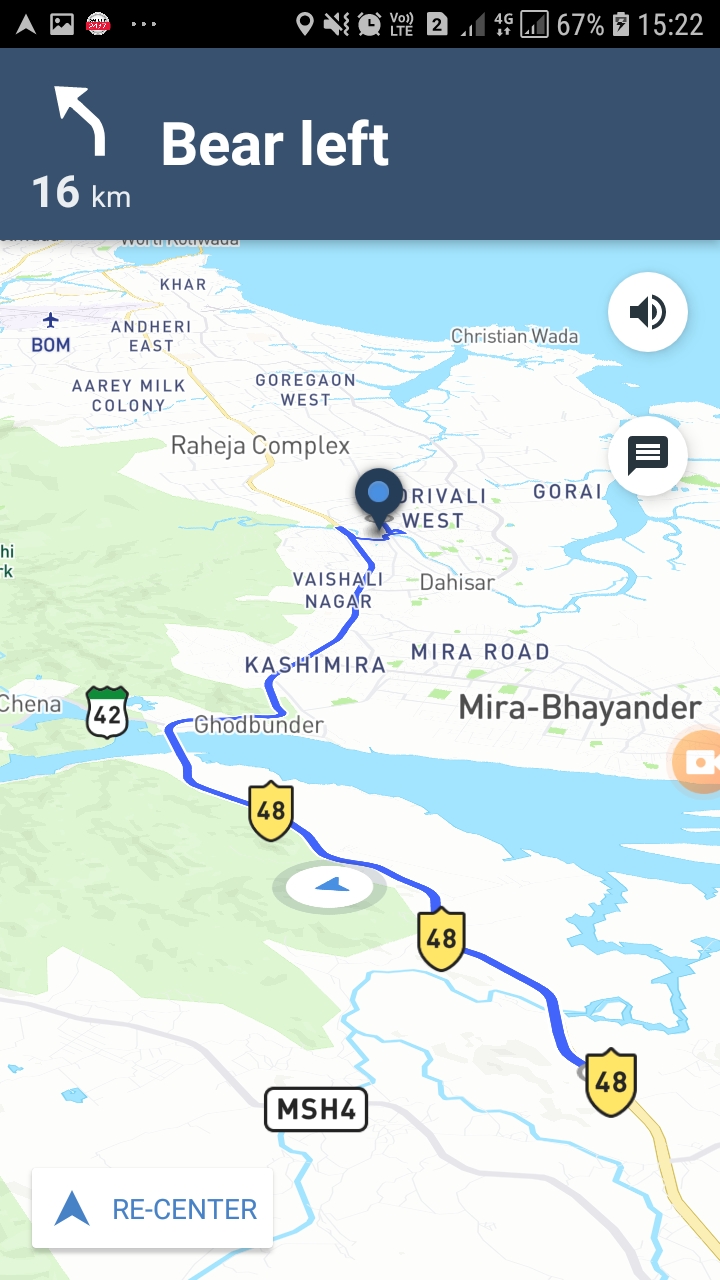 Vo))
LTE
2
4G
67%
15:22
Bear left
16 km
KHAR
BOM
ANDHERI
EAST
Christian Wada
AAREY MILK
COLONY
GOREGAON
WEST
Raheja Complex
ORIVALI
WEST
GORAI
VAISHALI
NAGAR
Dahisar
KASHIMIRA
MIRA ROAD
Chena
42
Ghodbunder
Mira-Bhayander
48
48
48
MSH4
RE-CENTER